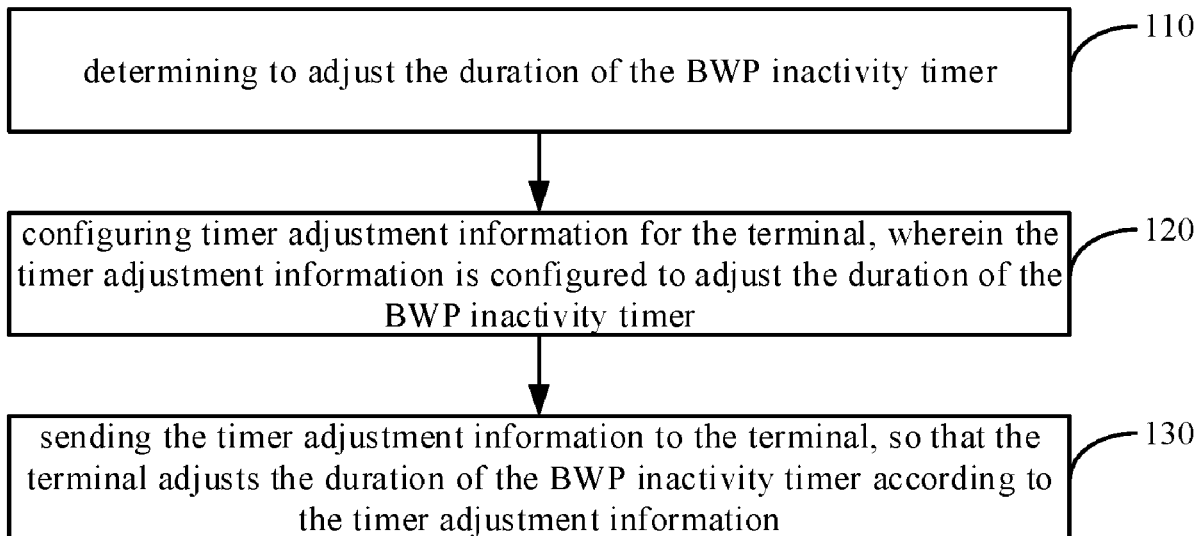 110
determining to adjust the duration of the BWP inactivity timer
120
configuring timer adjustment information for the terminal, wherein the
timer adjustment information is configured to adjust the duration of the
BWP inactivity timer
130
sending the timer adjustment information to the terminal, so that the
terminal adjusts the duration of the BWP inactivity timer according to
the timer adjustment information